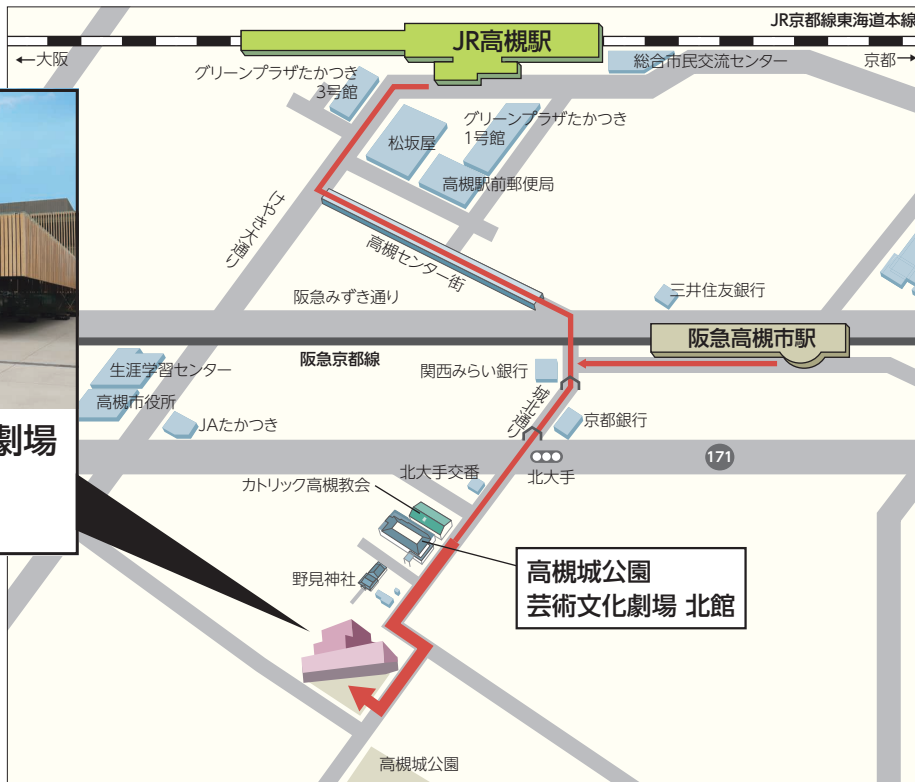 JR京都線東海道本線
JR高槻駅
←大阪
京都→
総合市民交流センター
グリーンプラザたかつき
3号館
グリーンプラザたかつき
1号館
松坂屋
高槻駅前郵便局
けやき大通り
高槻センター街
阪急みずき通り
三井住友銀行
阪急高槻市駅
阪急京都線
関西みらい銀行
生涯学習センター
高槻市役所
城北通り
京都銀行
JAたかつき
劇場
171
北大手
北大手交番
カトリック高槻教会
野見神社
高槻城公園
芸術文化劇場 北館
高槻城公園